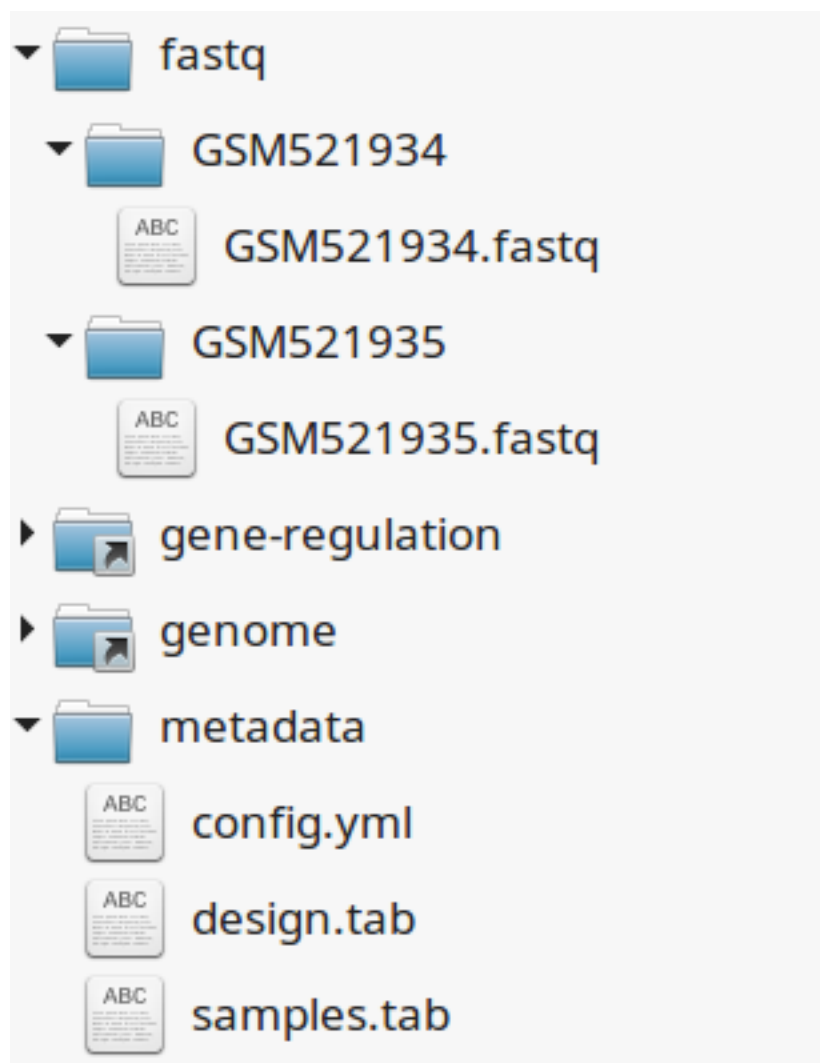 fastq
GSM521934
ABC
GSM521934.fastq
GSM521935
ABC
GSM521935.fastq
gene-regulation
genome
metadata
ABC
config.yml
ABC
design.tab
ABC
samples.tab